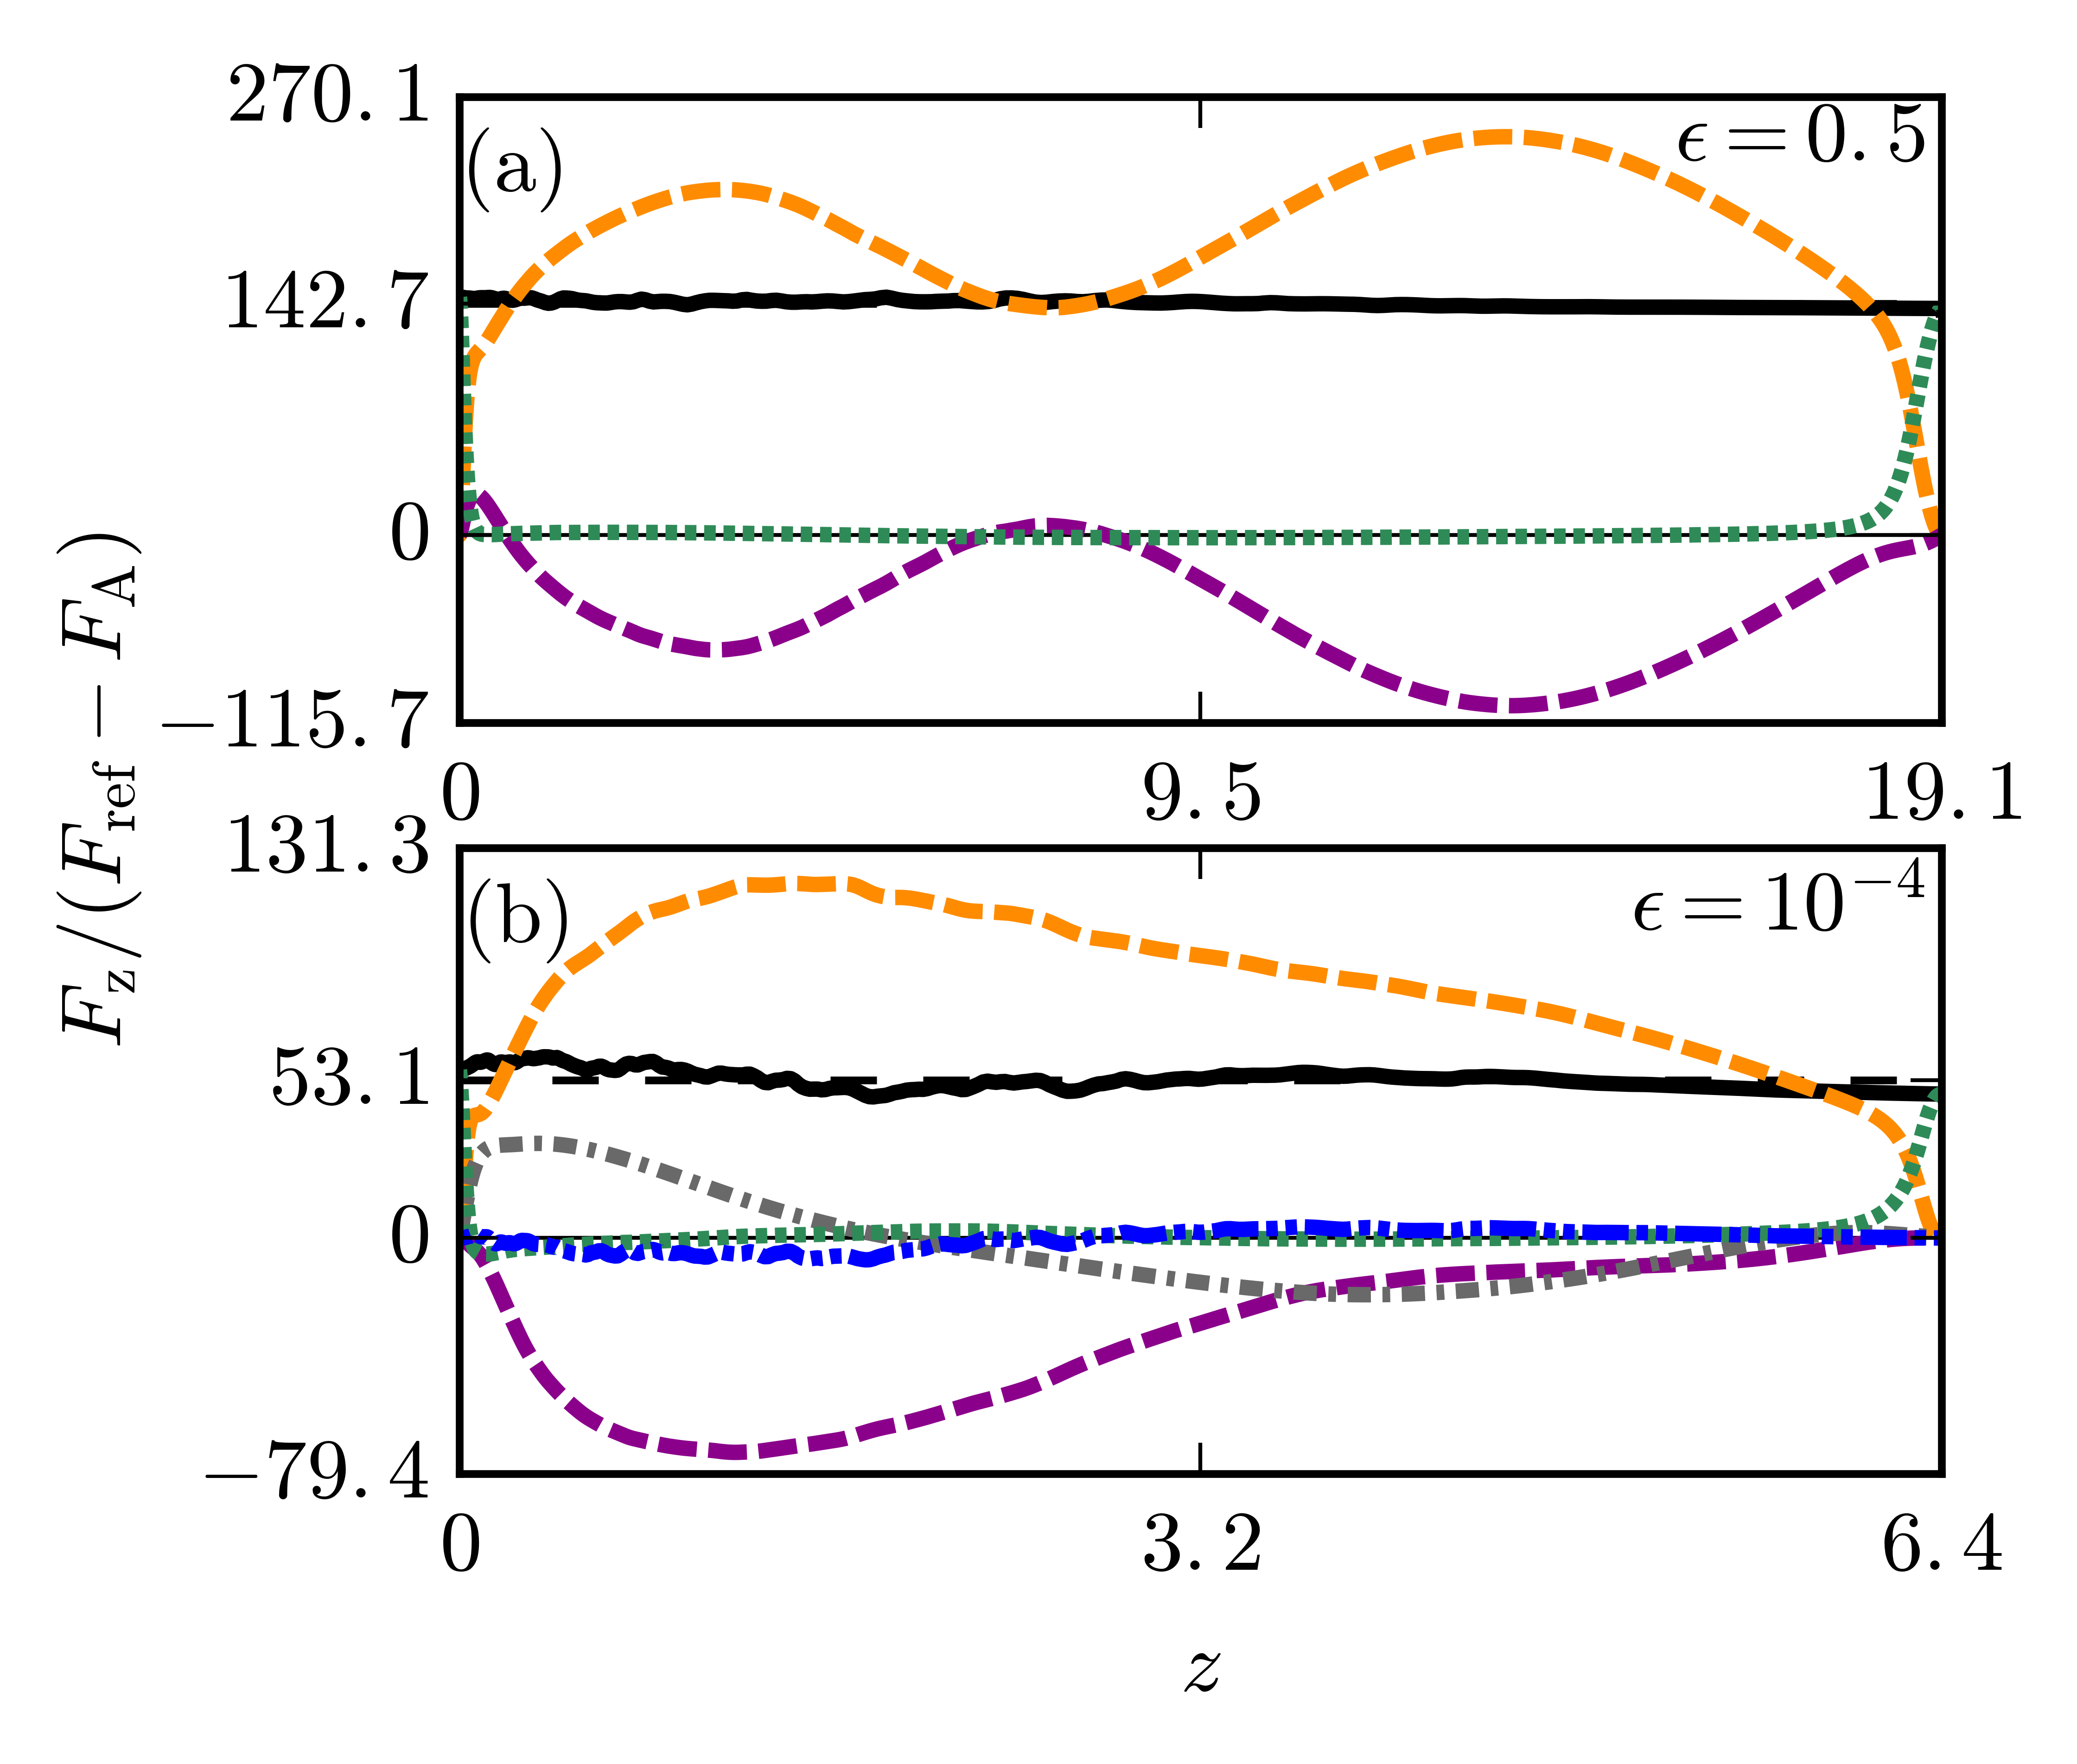 F_z/(F_ref − F_A)
270.1
142.7
0
−115.7
(a)
ϵ = 0.5
0
9.5
19.1
131.3
53.1
0
−79.4
(b)
ϵ = 10⁻⁴
0
3.2
6.4
z